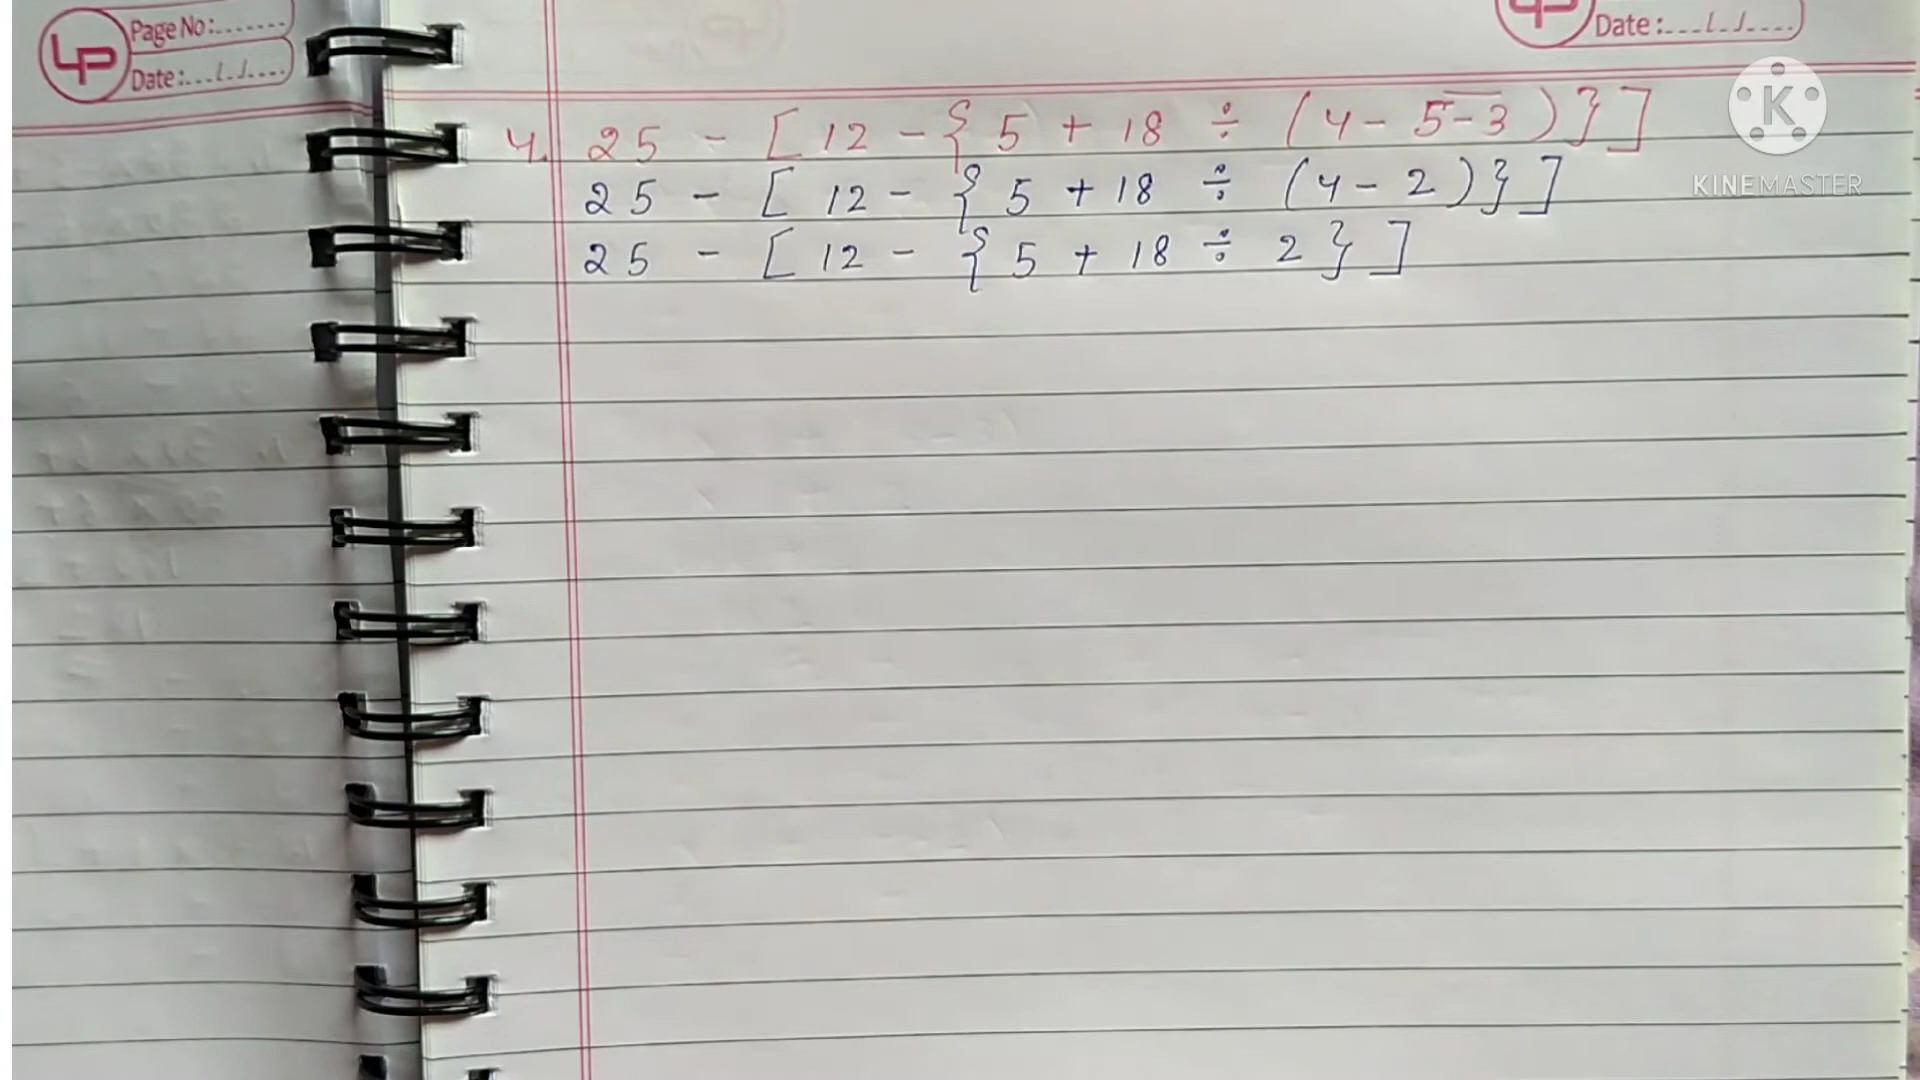 Page No:.......
Date:...l.J....
Date:...l.J....
4. 25 - [ 12 - { 5 + 18 ÷ ( 4 - 5̅ ̅-̅ ̅3̅ ) } ]
25 - [ 12 - { 5 + 18 ÷ ( 4 - 2 ) } ]
25 - [ 12 - { 5 + 18 ÷ 2 } ]
K
KINEMASTER